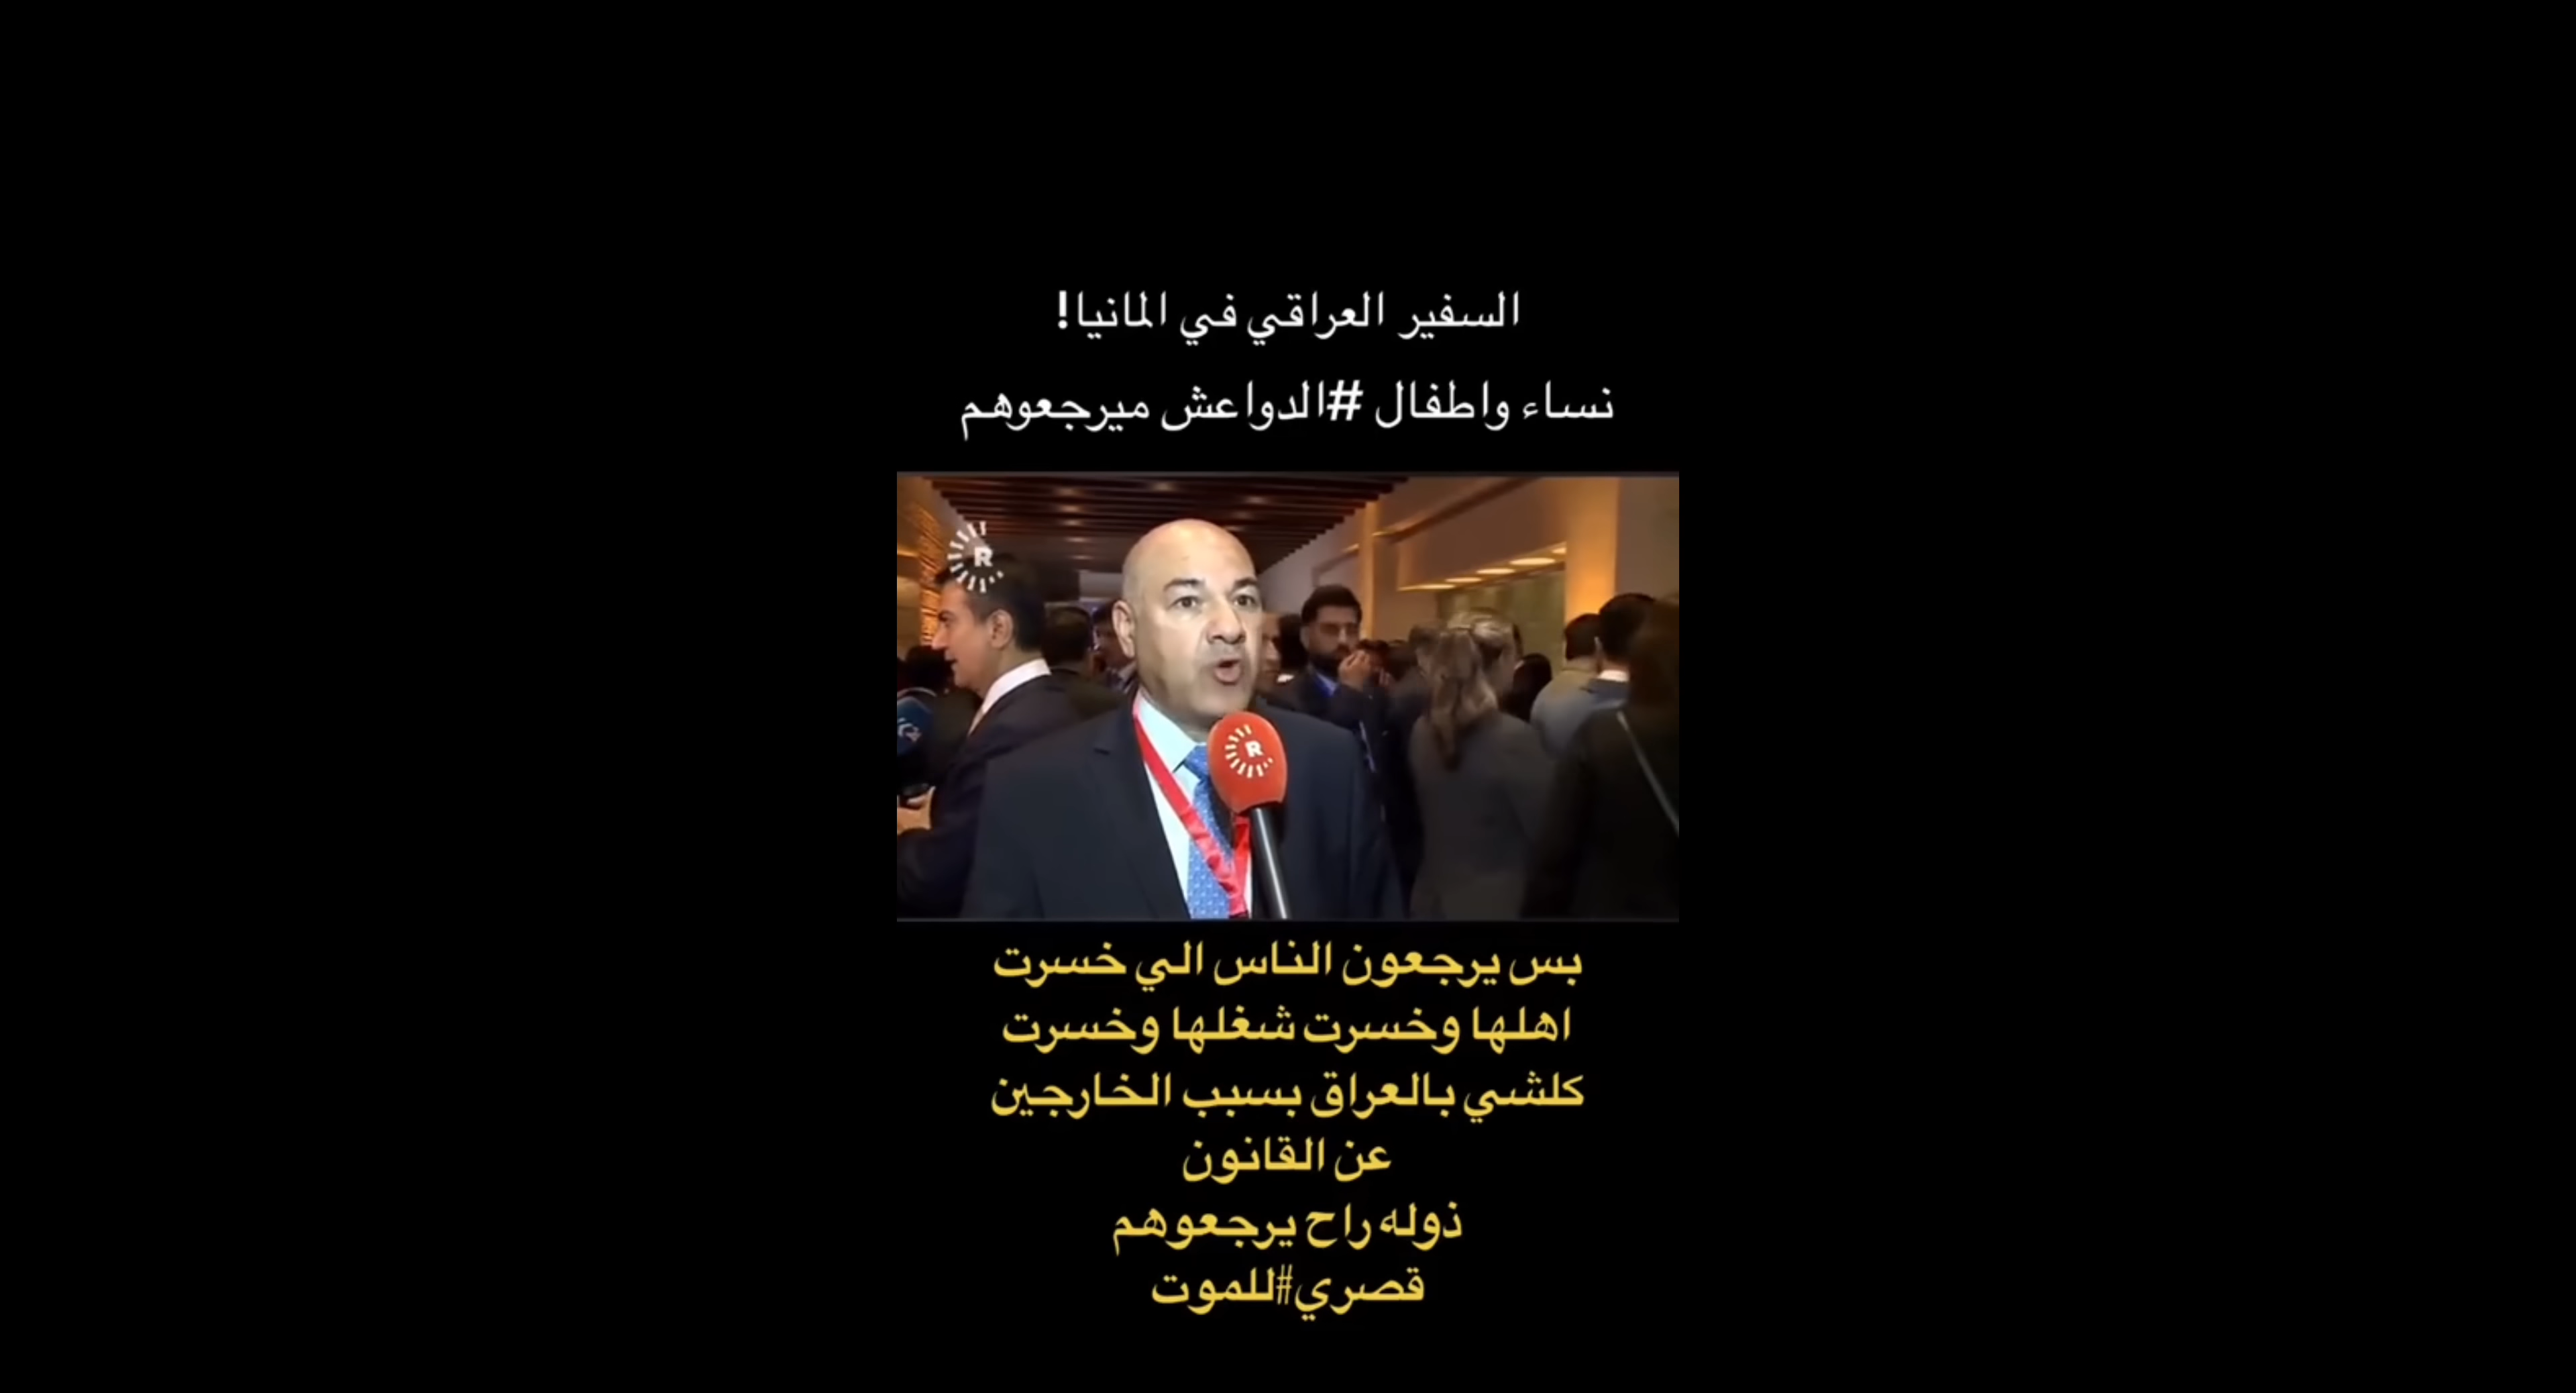 السفير العراقي في المانيا!
نساء واطفال #الدواعش ميرجعوهم
R
R
بس يرجعون الناس الي خسرت
اهلها وخسرت شغلها وخسرت
كلشي بالعراق بسبب الخارجين
عن القانون
ذوله راح يرجعوهم
قصري#للموت